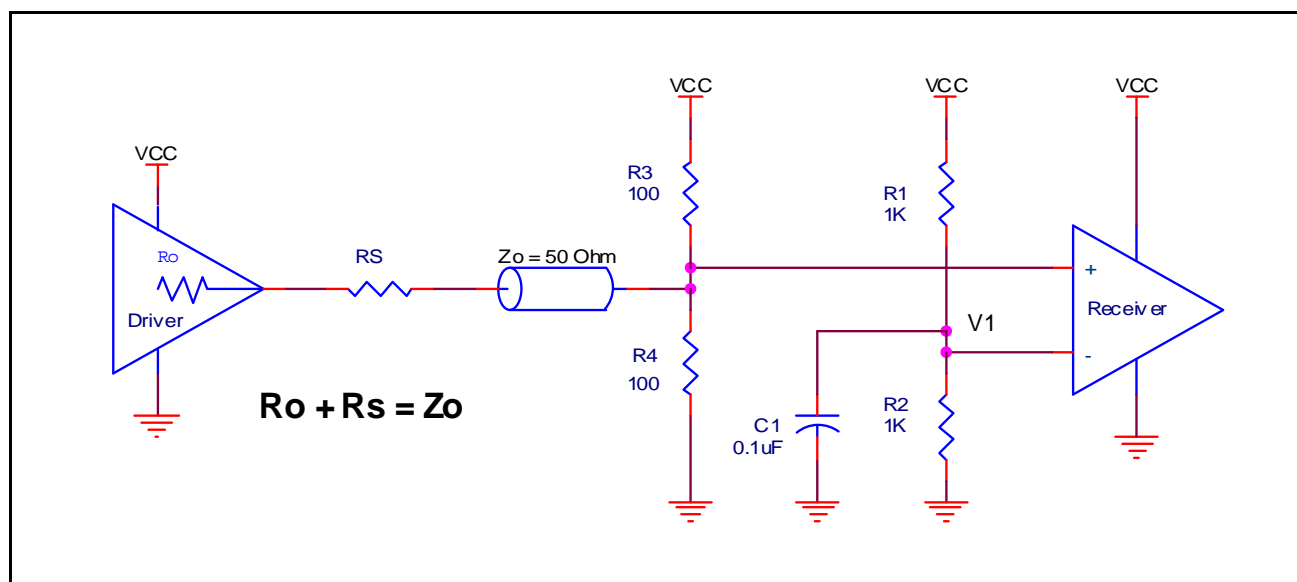 VCC
VCC
VCC
VCC
R3
100
R1
1K
Ro
RS
Zo = 50 Ohm
+
Driver
Receiver
V1
R4
100
-
Ro + Rs = Zo
C1
0.1uF
R2
1K